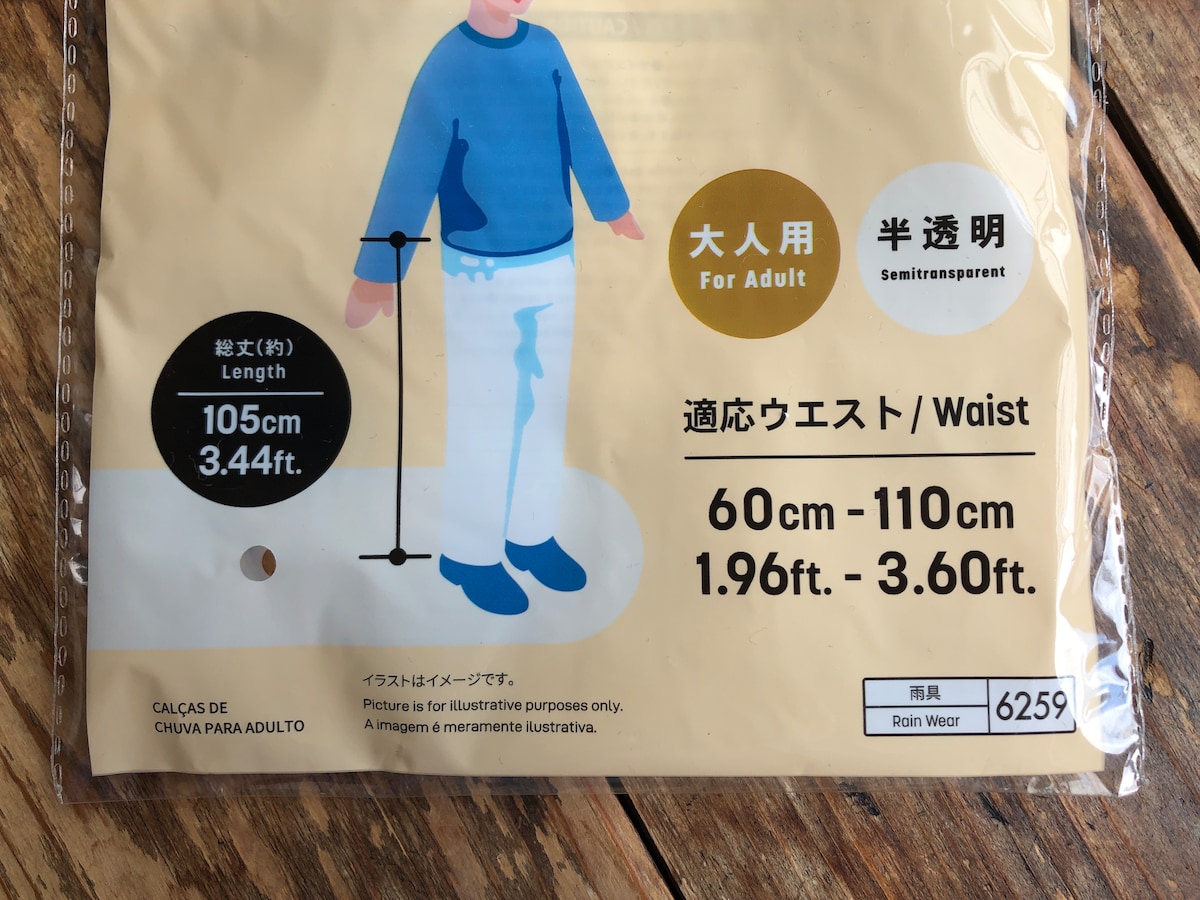 大人用
For Adult
半透明
Semitransparent
総丈(約)
Length
105cm
3.44ft.
適応ウエスト/Waist
60cm - 110cm
1.96ft. - 3.60ft.
イラストはイメージです。
Picture is for illustrative purposes only.
A imagem é meramente ilustrativa.
CALÇAS DE
CHUVA PARA ADULTO
雨具
Rain Wear
6259